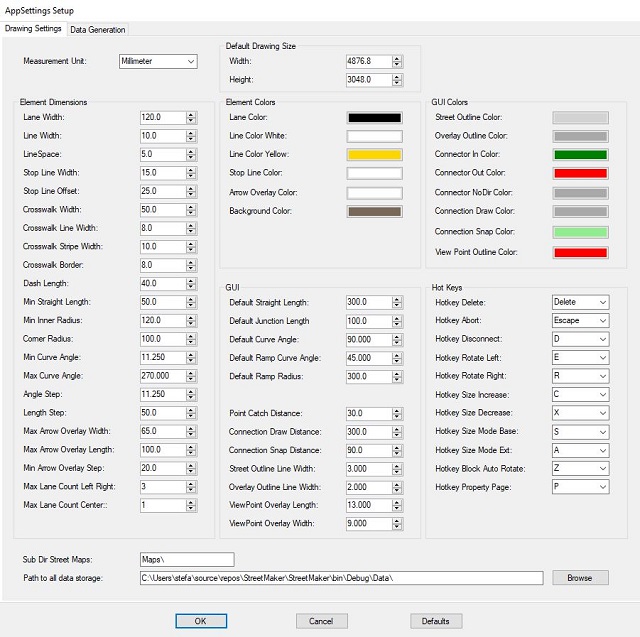 AppSettings Setup
Drawing Settings Data Generation
Measurement Unit: Millimeter
Default Drawing Size
Width: 4876.8
Height: 3048.0
Element Dimensions
Lane Width: 120.0
Line Width: 10.0
LineSpace: 5.0
Stop Line Width: 15.0
Stop Line Offset: 25.0
Crosswalk Width: 50.0
Crosswalk Line Width: 8.0
Crosswalk Stripe Width: 10.0
Crosswalk Border: 8.0
Dash Length: 40.0
Min Straight Length: 50.0
Min Inner Radius: 120.0
Corner Radius: 100.0
Min Curve Angle: 11.250
Max Curve Angle: 270.000
Angle Step: 11.250
Length Step: 50.0
Max Arrow Overlay Width: 65.0
Max Arrow Overlay Length: 100.0
Min Arrow Overlay Step: 20.0
Max Lane Count Left Right: 3
Max Lane Count Center:: 1
Element Colors
Lane Color:
Line Color White:
Line Color Yellow:
Stop Line Color:
Arrow Overlay Color:
Background Color:
GUI Colors
Street Outline Color:
Overlay Outline Color:
Connector In Color:
Connector Out Color:
Connector NoDir Color:
Connection Draw Color:
Connection Snap Color:
View Point Outline Color:
GUI
Default Straight Length: 300.0
Default Junction Length 100.0
Default Curve Angle: 90.000
Default Ramp Curve Angle: 45.000
Default Ramp Radius: 300.0
Point Catch Distance: 30.0
Connection Draw Distance: 300.0
Connection Snap Distance: 90.0
Street Outline Line Width: 3.000
Overlay Outline Line Width: 2.000
ViewPoint Overlay Length: 13.000
ViewPoint Overlay Width: 9.000
Hot Keys
Hotkey Delete: Delete
Hotkey Abort: Escape
Hotkey Disconnect: D
Hotkey Rotate Left: E
Hotkey Rotate Right: R
Hotkey Size Increase: C
Hotkey Size Decrease: X
Hotkey Size Mode Base: S
Hotkey Size Mode Ext: A
Hotkey Block Auto Rotate: Z
Hotkey Property Page: P
Sub Dir Street Maps: Maps\
Path to all data storage: C:\Users\stefa\source\repos\StreetMaker\StreetMaker\bin\Debug\Data\ Browse
OK Cancel Defaults